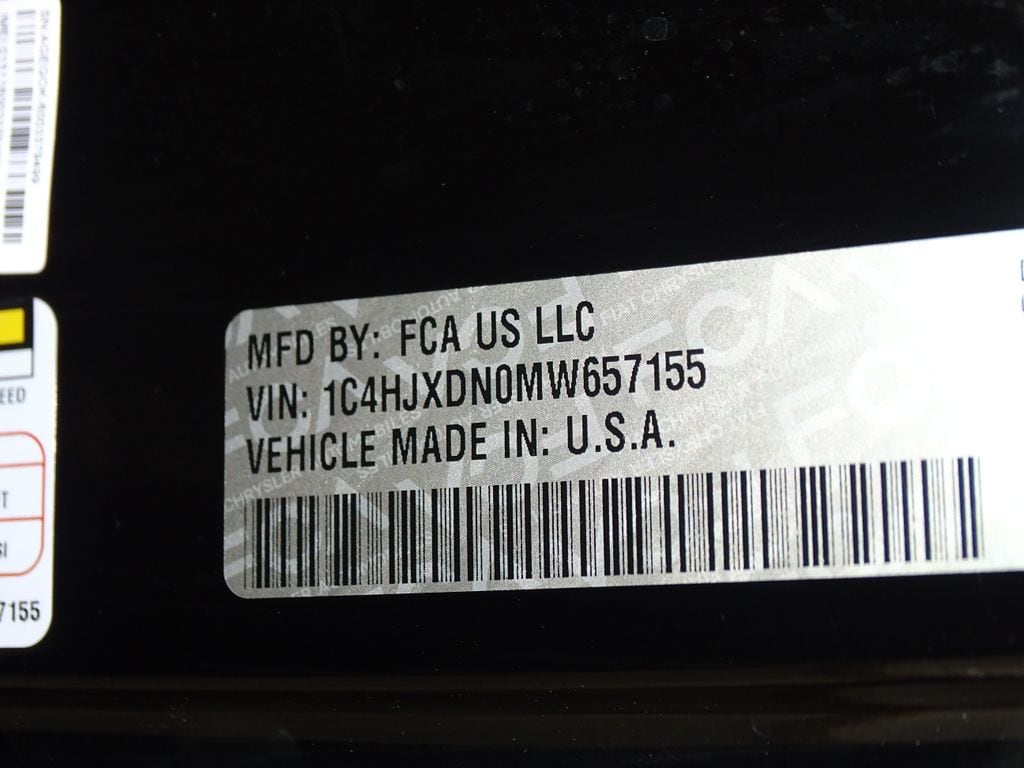 MFD BY: FCA US LLC
VIN: 1C4HJXDN0MW657155
VEHICLE MADE IN: U.S.A.
EED
T
SI
7155